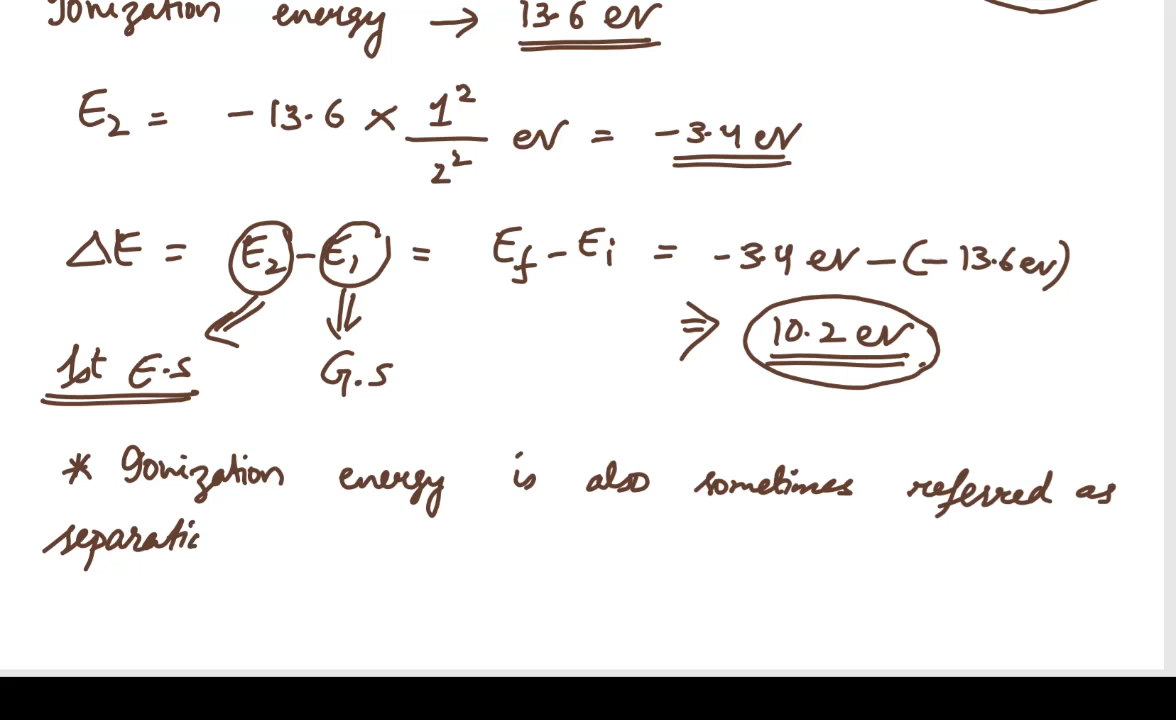 Ionization energy → 13.6 eV
E₂ = - 13.6 × 1²/2² eV = -3.4 eV
ΔE = E₂ - E₁ = Ef - Ei = -3.4 eV - (- 13.6 eV)
⇒ 10.2 eV.
1st E.S G.S
* Ionization energy is also sometimes referred as
separatic